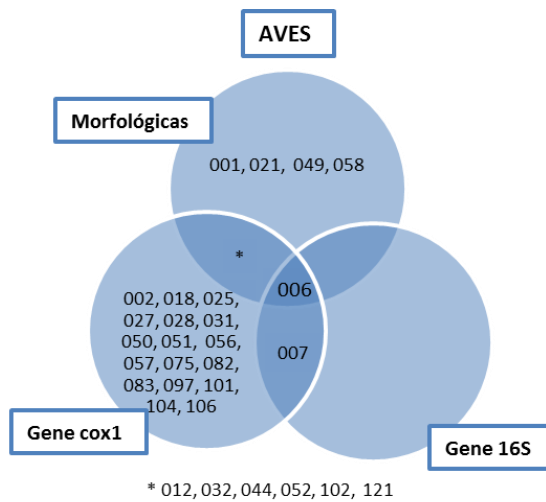 AVES
Morfológicas
001, 021, 049, 058
*
006
002, 018, 025,
027, 028, 031,
050, 051, 056,
057, 075, 082,
083, 097, 101,
104, 106
007
Gene cox1
Gene 16S
* 012, 032, 044, 052, 102, 121